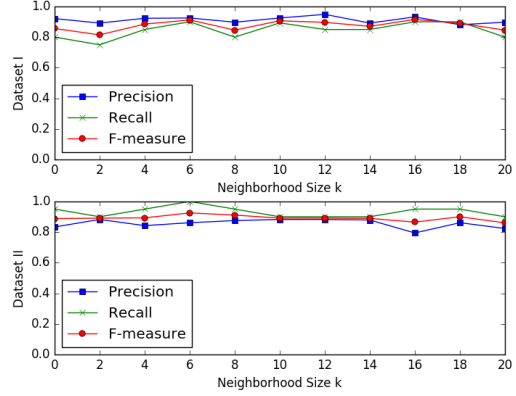 1.0
0.8
0.6
0.4
0.2
0.0
Dataset I
Precision
Recall
F-measure
0 2 4 6 8 10 12 14 16 18 20
Neighborhood Size k
1.0
0.8
0.6
0.4
0.2
0.0
Dataset II
Precision
Recall
F-measure
0 2 4 6 8 10 12 14 16 18 20
Neighborhood Size k